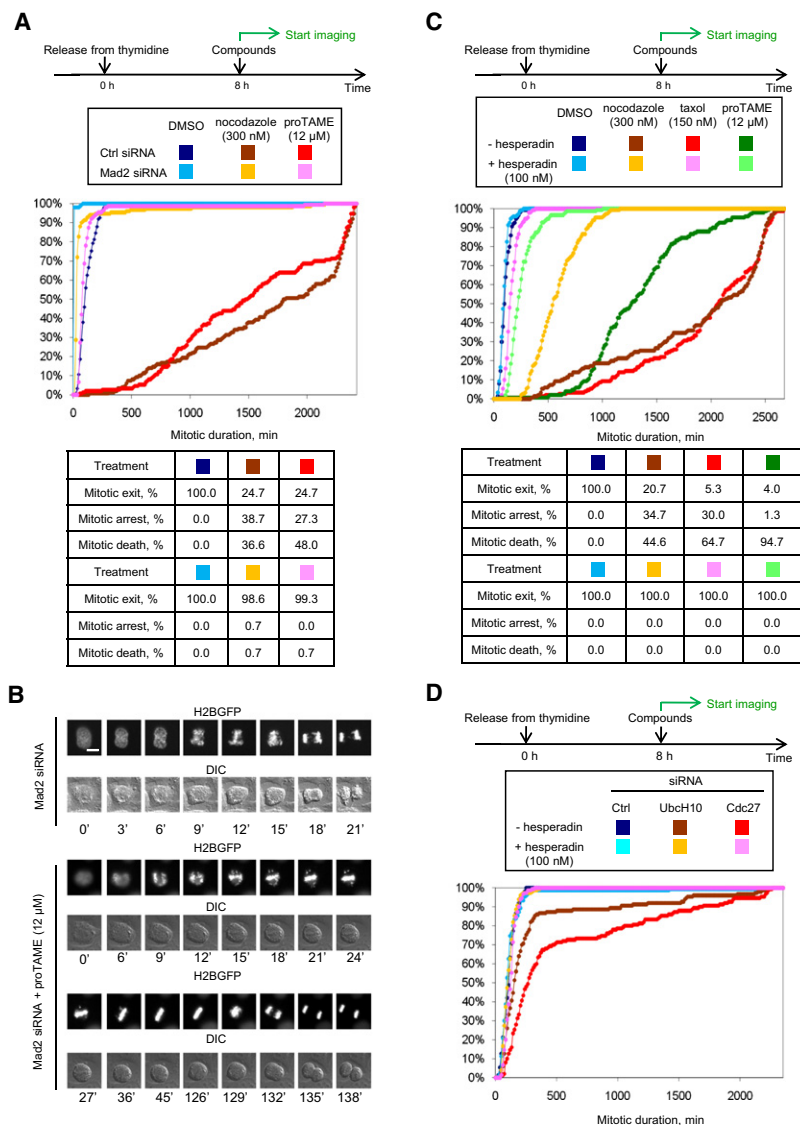 A
Start imaging
Release from thymidine Compounds
0 h 8 h Time
DMSO nocodazole (300 nM) proTAME (12 µM)
Ctrl siRNA
Mad2 siRNA
100%
90%
80%
70%
60%
50%
40%
30%
20%
10%
0%
0 500 1000 1500 2000
Mitotic duration, min
Treatment
Mitotic exit, % 100.0 24.7 24.7
Mitotic arrest, % 0.0 38.7 27.3
Mitotic death, % 0.0 36.6 48.0
Treatment
Mitotic exit, % 100.0 98.6 99.3
Mitotic arrest, % 0.0 0.7 0.0
Mitotic death, % 0.0 0.7 0.7
B
Mad2 siRNA
H2BGFP
DIC
0' 3' 6' 9' 12' 15' 18' 21'
Mad2 siRNA + proTAME (12 µM)
H2BGFP
DIC
0' 6' 9' 12' 15' 18' 21' 24'
H2BGFP
DIC
27' 36' 45' 126' 129' 132' 135' 138'
C
Start imaging
Release from thymidine Compounds
0 h 8 h Time
DMSO nocodazole (300 nM) taxol (150 nM) proTAME (12 µM)
- hesperadin
+ hesperadin (100 nM)
100%
90%
80%
70%
60%
50%
40%
30%
20%
10%
0%
0 500 1000 1500 2000 2500
Mitotic duration, min
Treatment
Mitotic exit, % 100.0 20.7 5.3 4.0
Mitotic arrest, % 0.0 34.7 30.0 1.3
Mitotic death, % 0.0 44.6 64.7 94.7
Treatment
Mitotic exit, % 100.0 100.0 100.0 100.0
Mitotic arrest, % 0.0 0.0 0.0 0.0
Mitotic death, % 0.0 0.0 0.0 0.0
D
Start imaging
Release from thymidine Compounds
0 h 8 h Time
siRNA
Ctrl UbcH10 Cdc27
- hesperadin
+ hesperadin (100 nM)
100%
90%
80%
70%
60%
50%
40%
30%
20%
10%
0%
0 500 1000 1500 2000
Mitotic duration, min